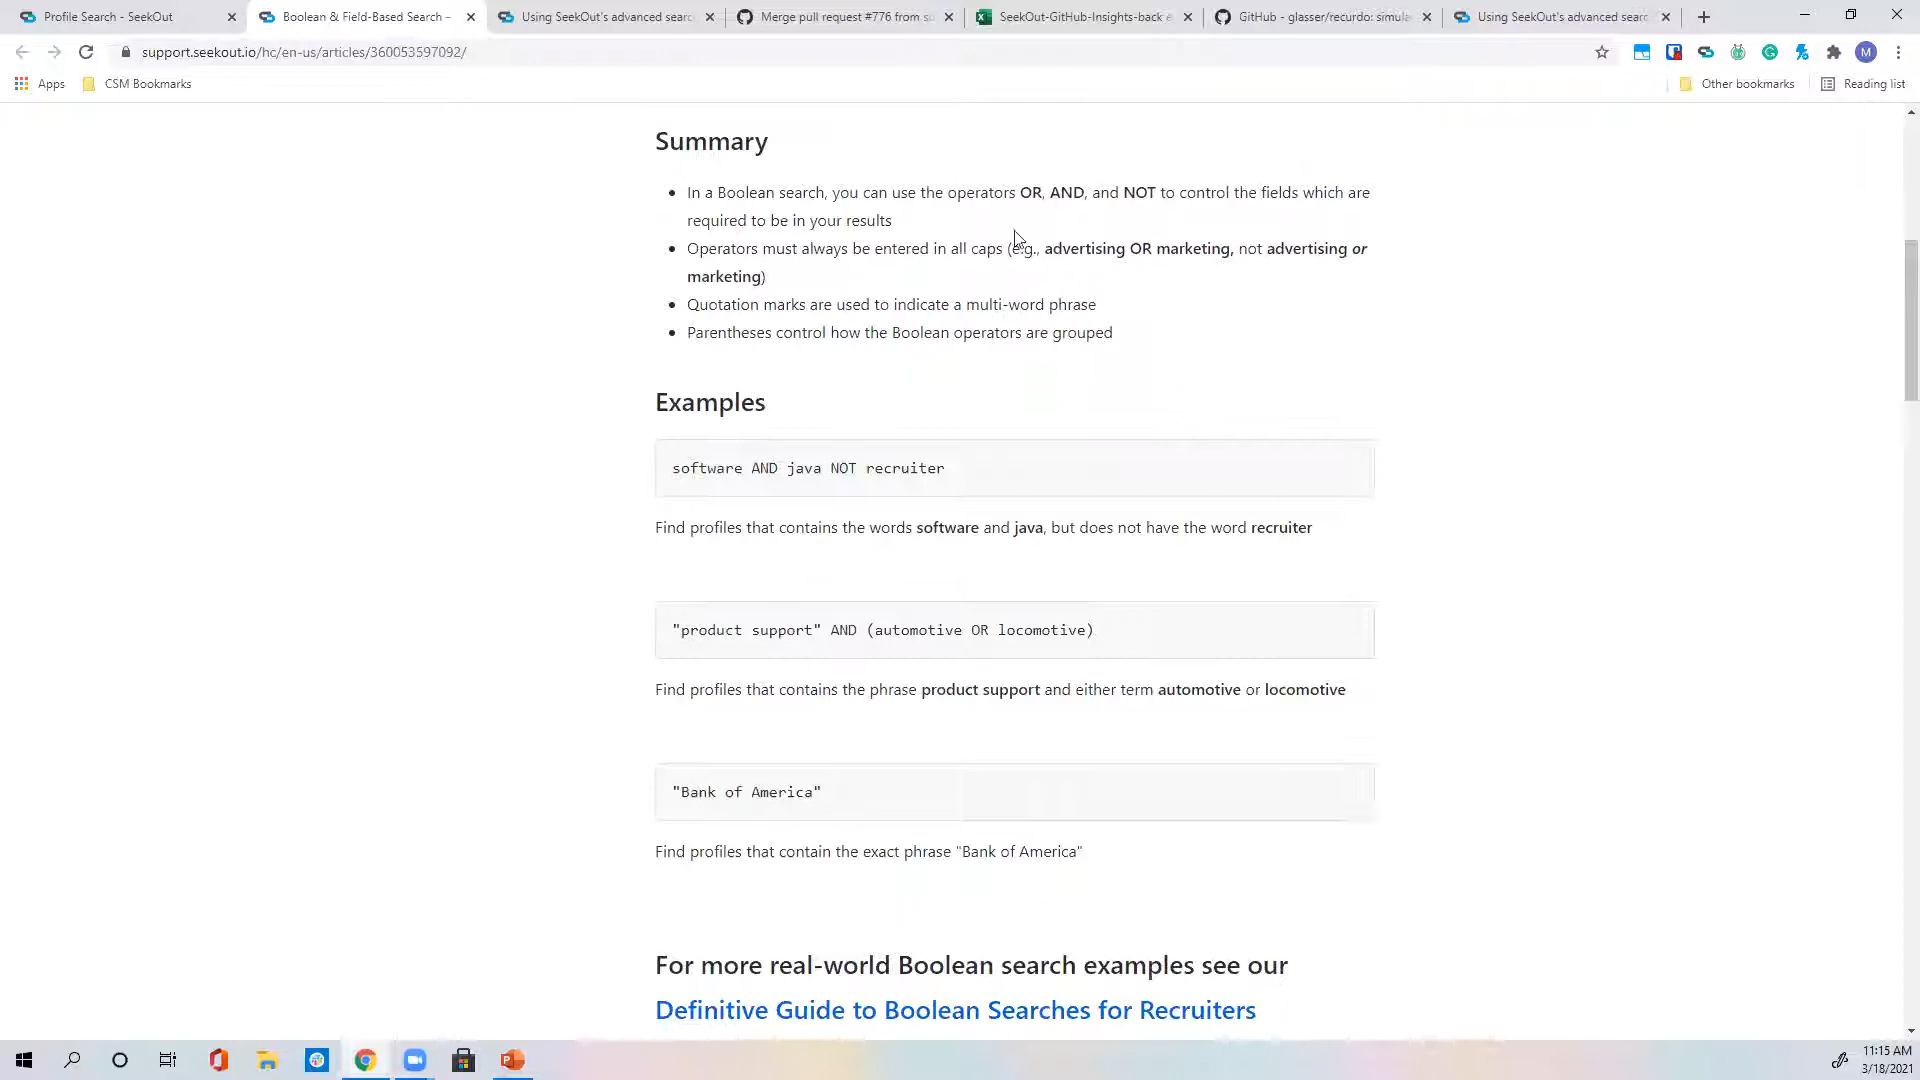 Profile Search - SeekOut
Boolean & Field-Based Search –
Using SeekOut's advanced searc
Merge pull request #776 from s
SeekOut-GitHub-Insights-back e
GitHub - glasser/recurdo: simula
Using SeekOut's advanced searc
support.seekout.io/hc/en-us/articles/360053597092/
M
Apps
CSM Bookmarks
Other bookmarks
Reading list
Summary
In a Boolean search, you can use the operators OR, AND, and NOT to control the fields which are
required to be in your results
Operators must always be entered in all caps (e.g., advertising OR marketing, not advertising or
marketing)
Quotation marks are used to indicate a multi-word phrase
Parentheses control how the Boolean operators are grouped
Examples
software AND java NOT recruiter
Find profiles that contains the words software and java, but does not have the word recruiter
"product support" AND (automotive OR locomotive)
Find profiles that contains the phrase product support and either term automotive or locomotive
"Bank of America"
Find profiles that contain the exact phrase "Bank of America"
For more real-world Boolean search examples see our
Definitive Guide to Boolean Searches for Recruiters
11:15 AM
3/18/2021